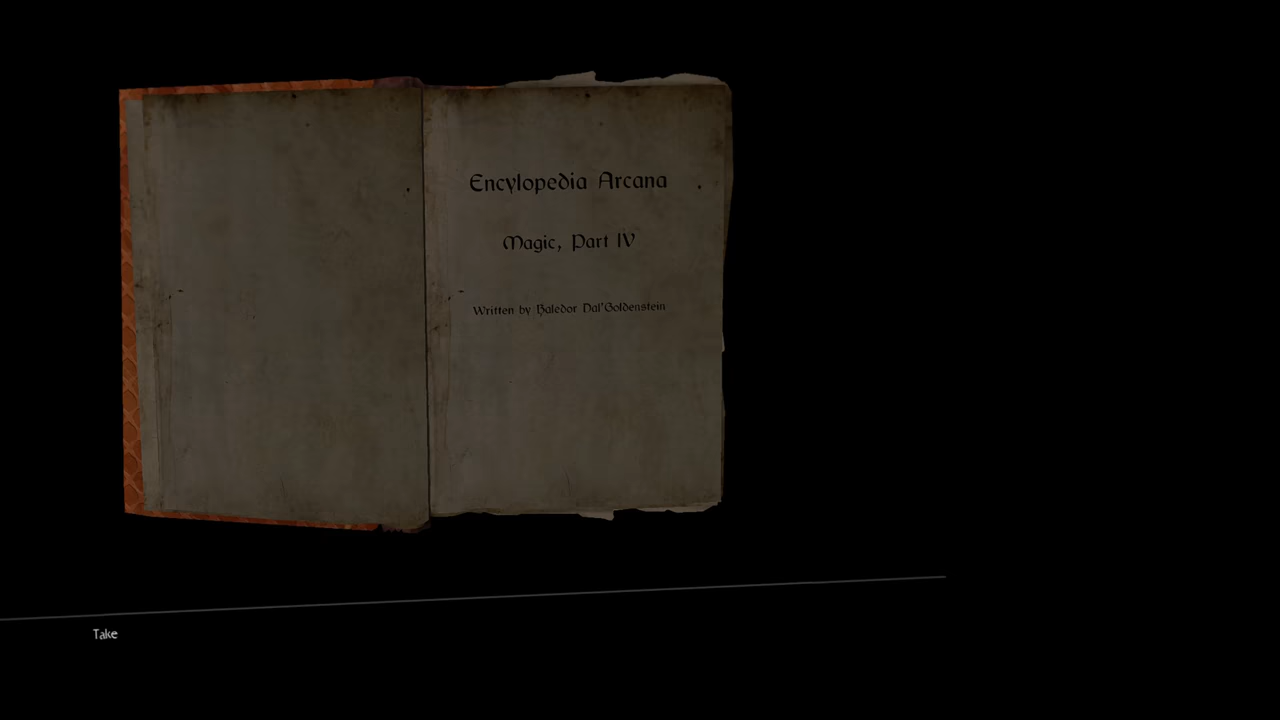 Encylopedia Arcana
Magic, Part IV
Written by Baledor Dal'Goldenstein
Take